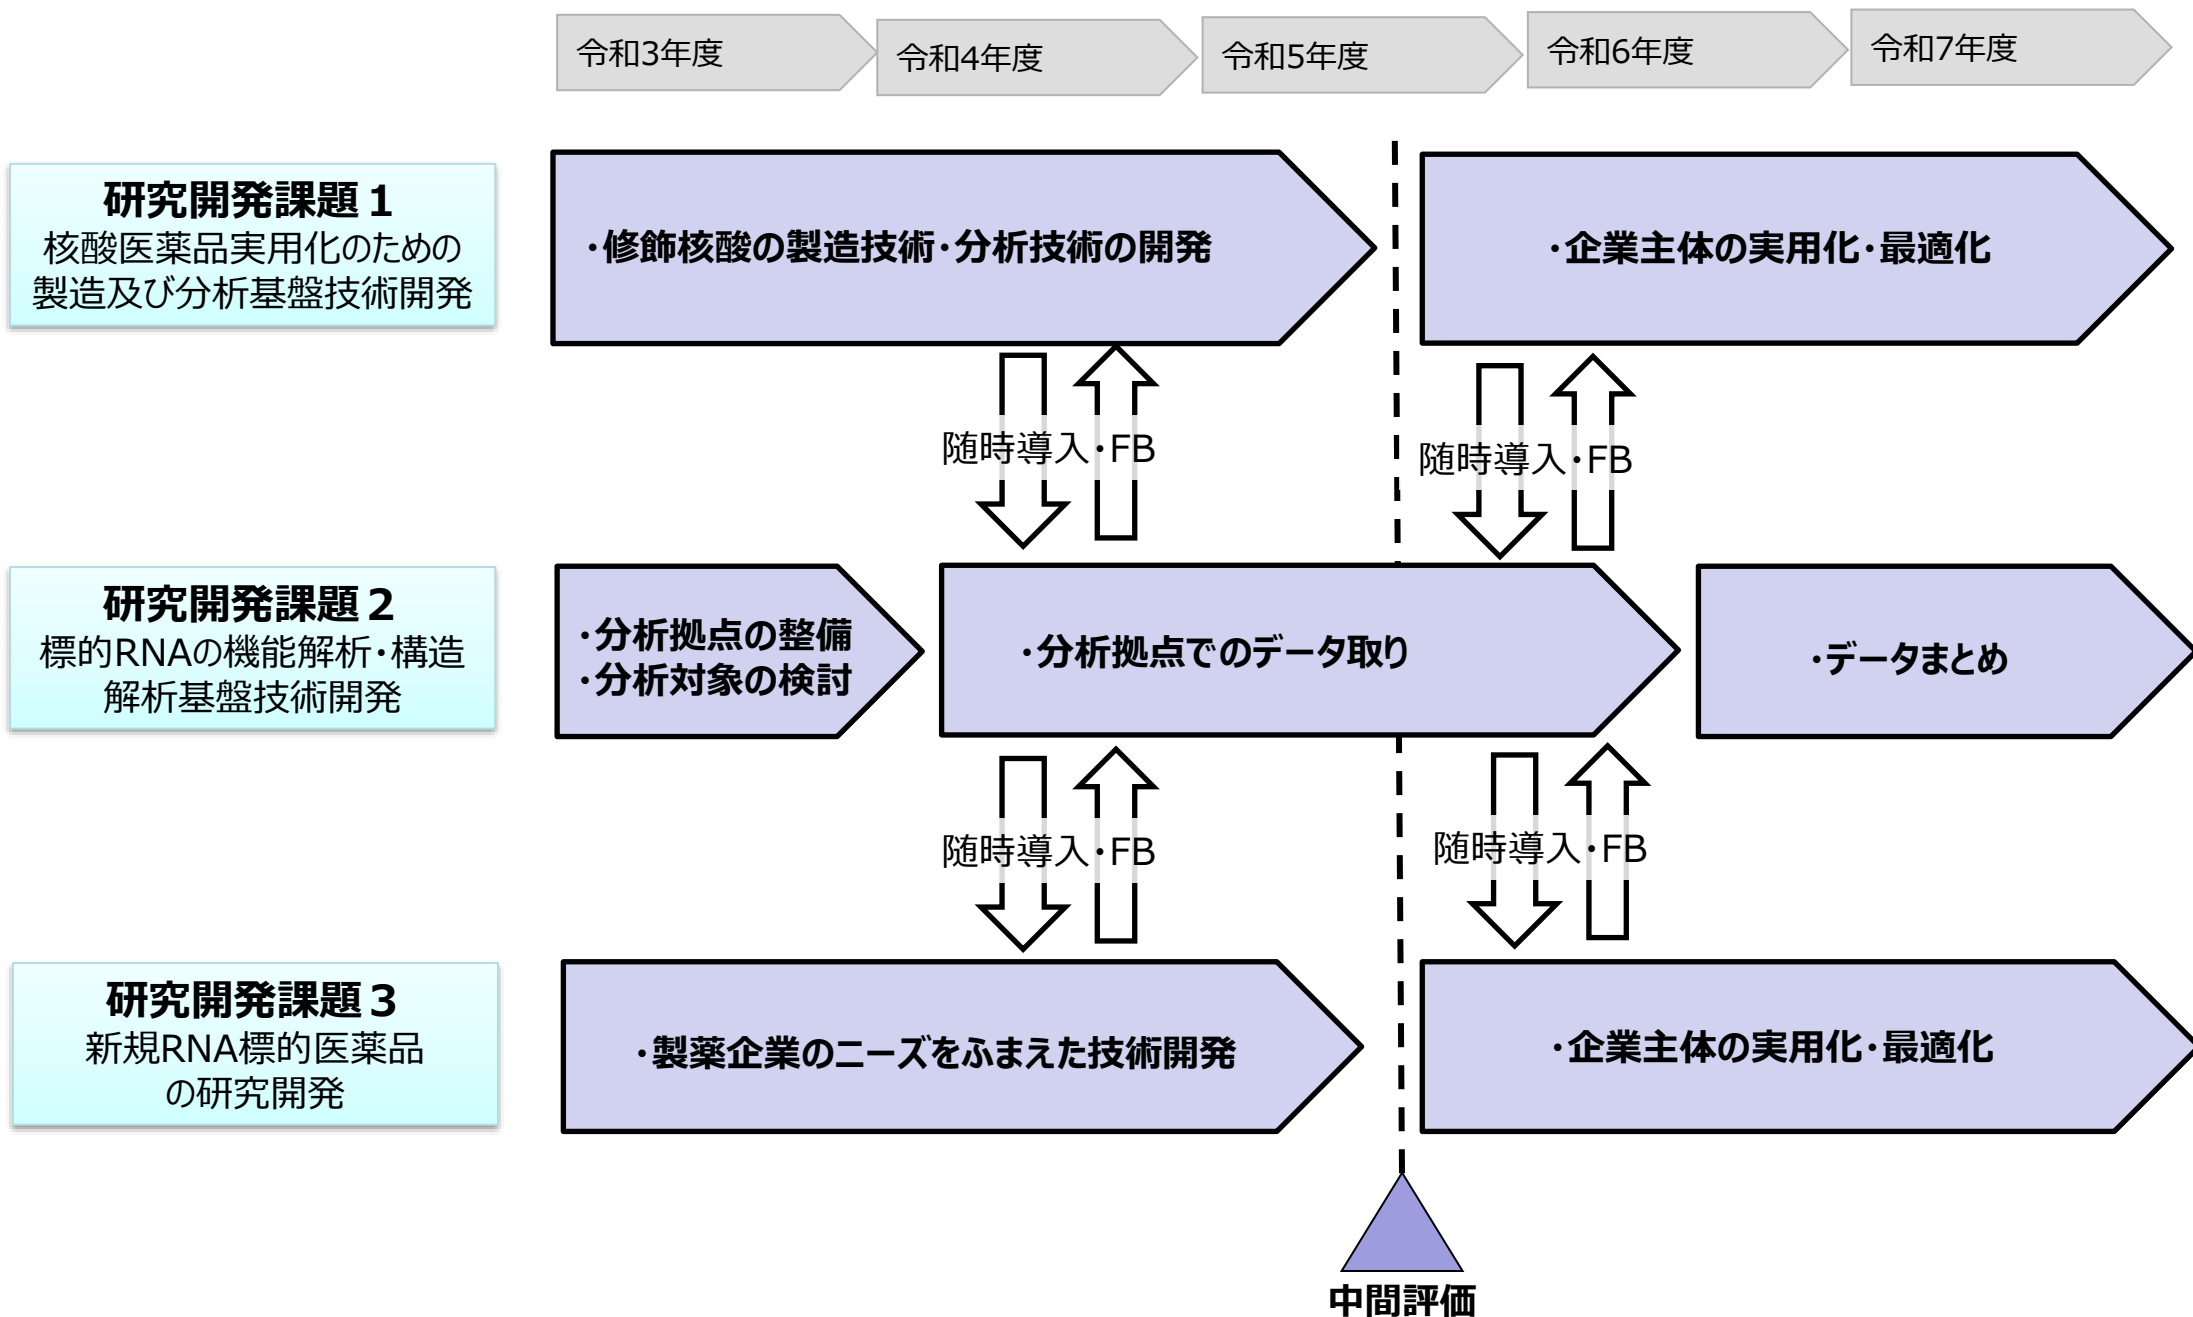 令和3年度
令和4年度
令和5年度
令和6年度
令和7年度
研究開発課題1
核酸医薬品実用化のための
製造及び分析基盤技術開発
・修飾核酸の製造技術・分析技術の開発
・企業主体の実用化・最適化
随時導入・FB
随時導入・FB
研究開発課題2
標的RNAの機能解析・構造
解析基盤技術開発
・分析拠点の整備
・分析対象の検討
・分析拠点でのデータ取り
・データまとめ
随時導入・FB
随時導入・FB
研究開発課題3
新規RNA標的医薬品
の研究開発
・製薬企業のニーズをふまえた技術開発
・企業主体の実用化・最適化
中間評価